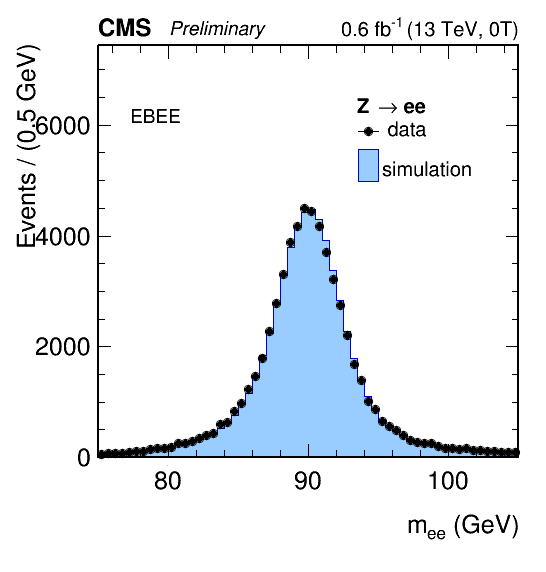 CMS Preliminary 0.6 fb-1 (13 TeV, 0T)
Events / (0.5 GeV)
EBEE
Z → ee
data
simulation
6000
4000
2000
0
80 90 100
mee (GeV)